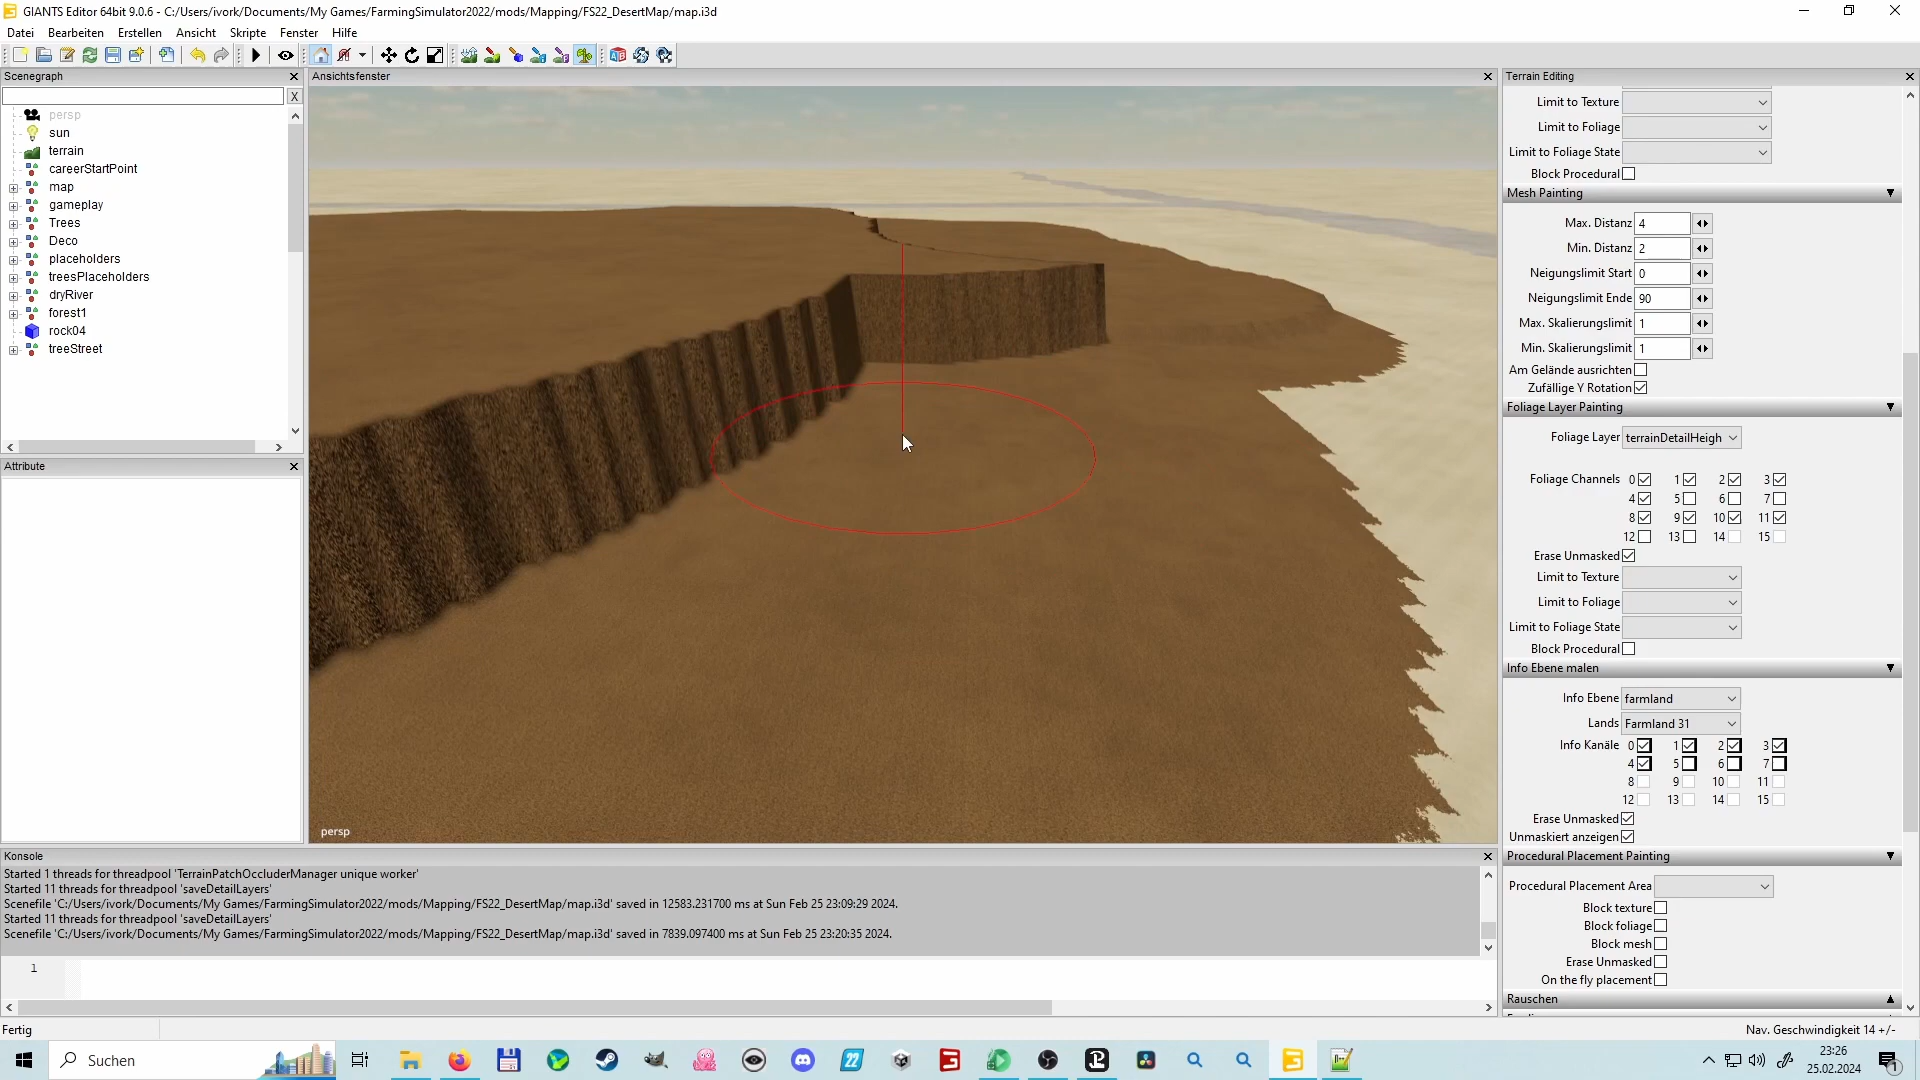 GIANTS Editor 64bit 9.0.6 - C:/Users/ivork/Documents/My Games/FarmingSimulator2022/mods/Mapping/FS22_DesertMap/map.i3d
Datei Bearbeiten Erstellen Ansicht Skripte Fenster Hilfe
Scenegraph
X
persp
sun
terrain
careerStartPoint
map
gameplay
Trees
Deco
placeholders
treesPlaceholders
dryRiver
forest1
rock04
treeStreet
Attribute
Ansichtsfenster
persp
Terrain Editing
Limit to Texture
Limit to Foliage
Limit to Foliage State
Block Procedural
Mesh Painting
Max. Distanz 4
Min. Distanz 2
Neigungslimit Start 0
Neigungslimit Ende 90
Max. Skalierungslimit 1
Min. Skalierungslimit 1
Am Gelände ausrichten
Zufällige Y Rotation
Foliage Layer Painting
Foliage Layer terrainDetailHeigh
Foliage Channels 0 1 2 3
4 5 6 7
8 9 10 11
12 13 14 15
Erase Unmasked
Limit to Texture
Limit to Foliage
Limit to Foliage State
Block Procedural
Info Ebene malen
Info Ebene farmland
Lands Farmland 31
Info Kanäle 0 1 2 3
4 5 6 7
8 9 10 11
12 13 14 15
Erase Unmasked
Unmaskiert anzeigen
Procedural Placement Painting
Procedural Placement Area
Block texture
Block foliage
Block mesh
Erase Unmasked
On the fly placement
Rauschen
Konsole
Started 1 threads for threadpool 'TerrainPatchOccluderManager unique worker'
Started 11 threads for threadpool 'saveDetailLayers'
Scenefile 'C:/Users/ivork/Documents/My Games/FarmingSimulator2022/mods/Mapping/FS22_DesertMap/map.i3d' saved in 12583.231700 ms at Sun Feb 25 23:09:29 2024.
Started 11 threads for threadpool 'saveDetailLayers'
Scenefile 'C:/Users/ivork/Documents/My Games/FarmingSimulator2022/mods/Mapping/FS22_DesertMap/map.i3d' saved in 7839.097400 ms at Sun Feb 25 23:20:35 2024.
1
Fertig
Nav. Geschwindigkeit 14 +/-
Suchen
22
23:26
25.02.2024
1